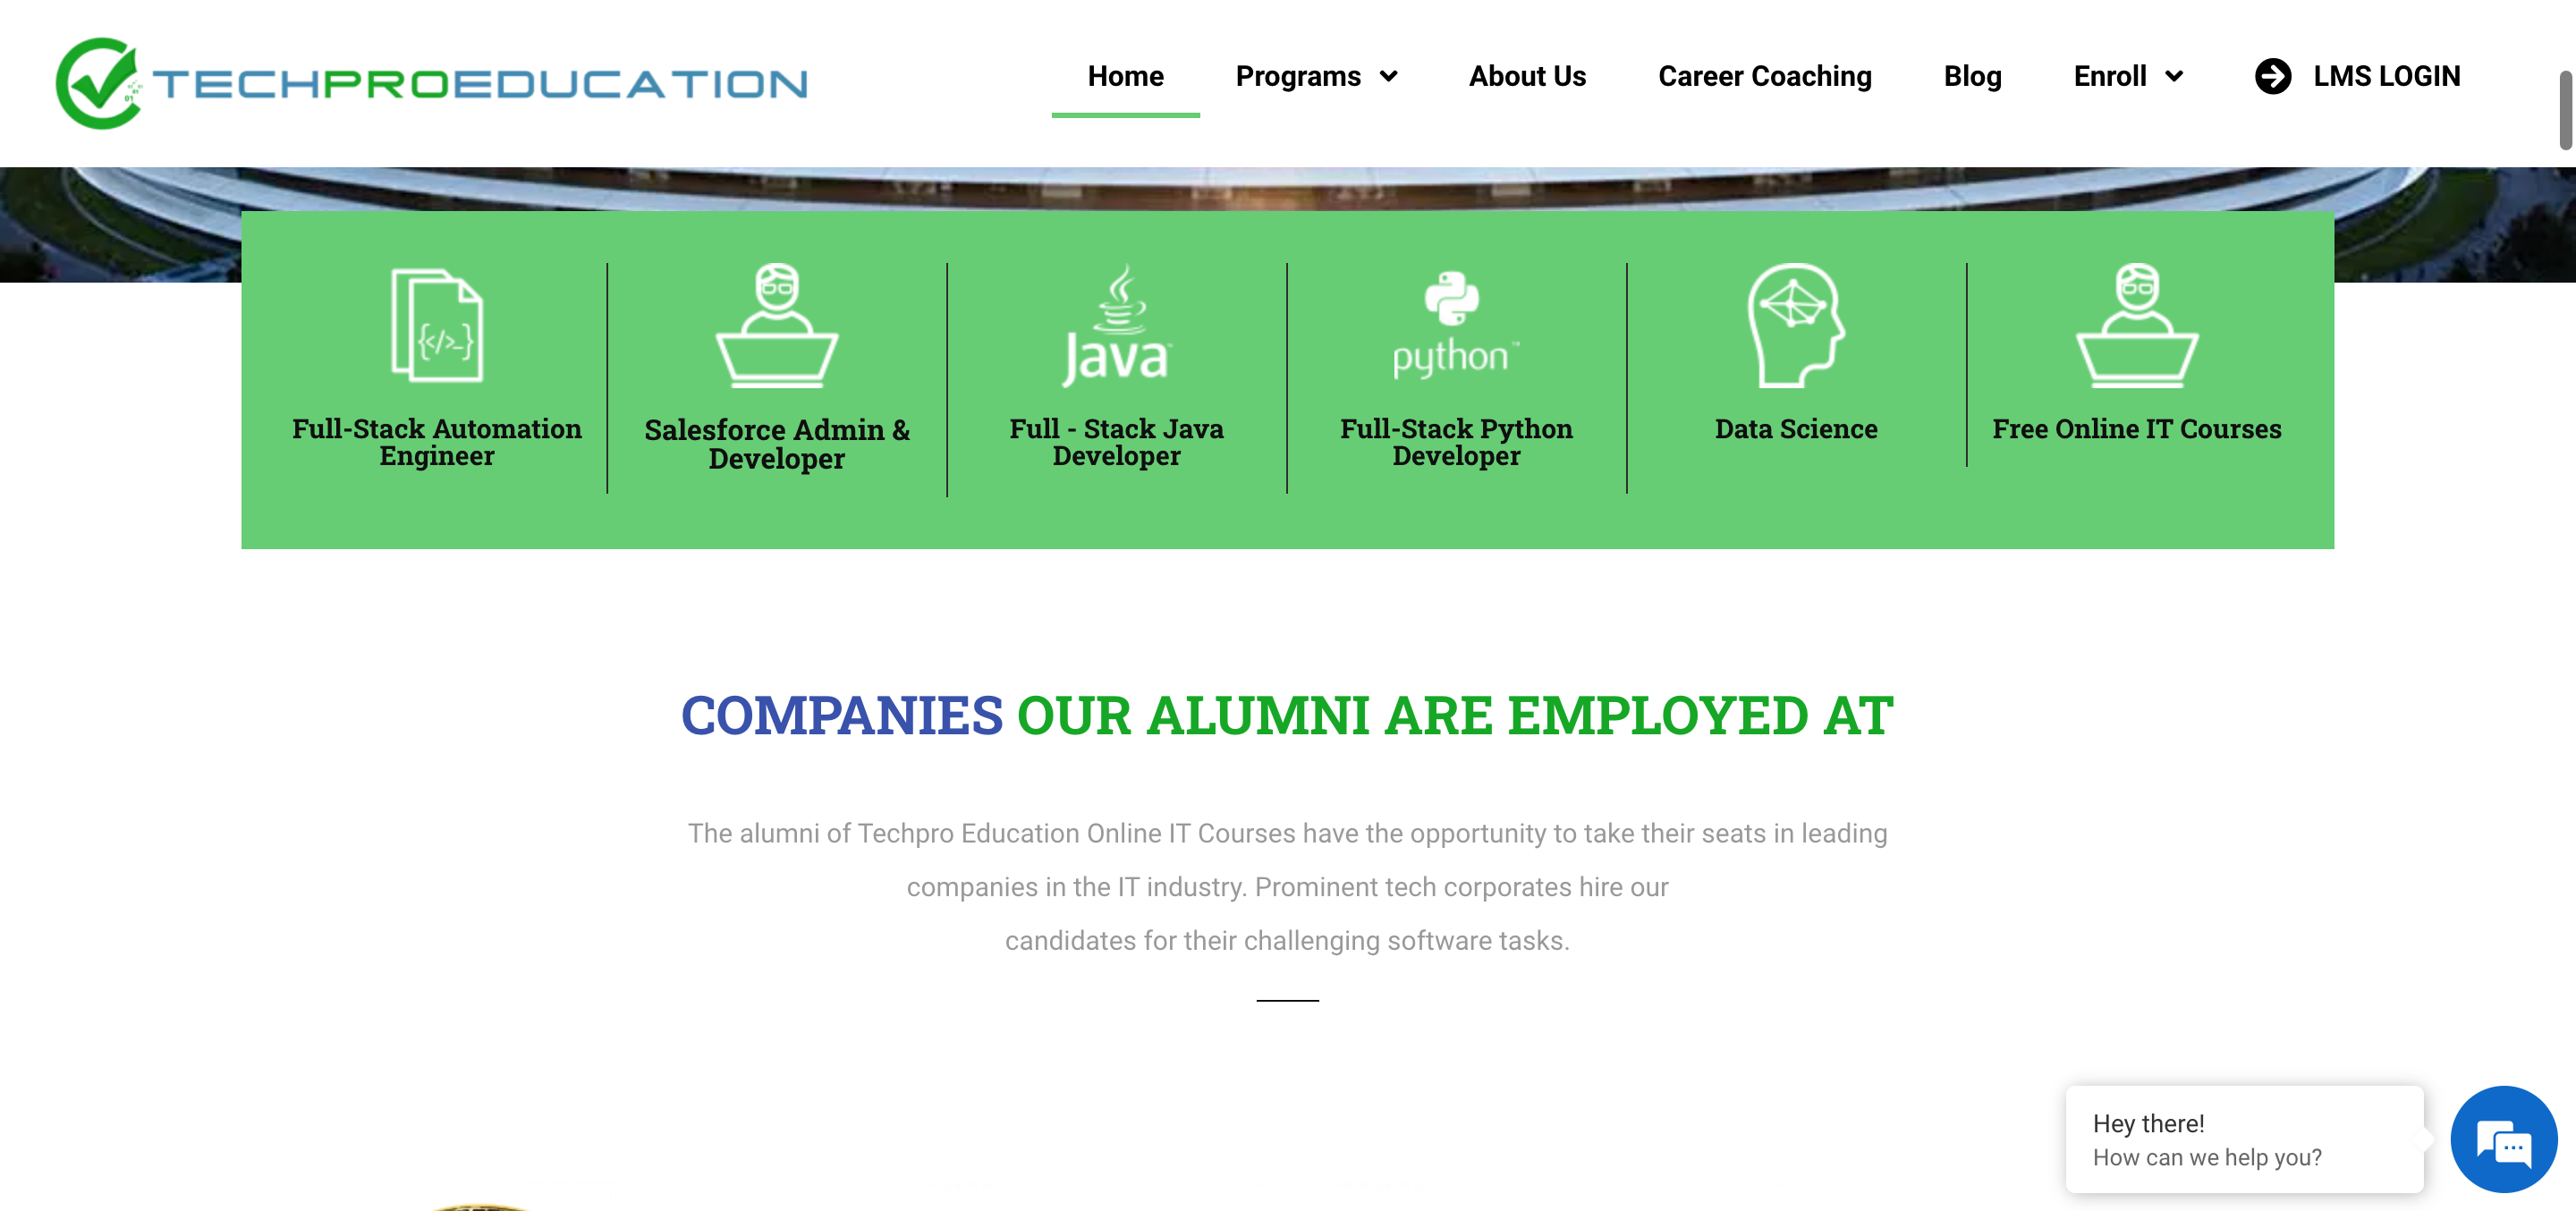 TECHPROEDUCATION
Home
Programs
About Us
Career Coaching
Blog
Enroll
LMS LOGIN
{</>_}
Full-Stack Automation
Engineer
Salesforce Admin &
Developer
Java
Full - Stack Java
Developer
python™
Full-Stack Python
Developer
Data Science
Free Online IT Courses
COMPANIES OUR ALUMNI ARE EMPLOYED AT
The alumni of Techpro Education Online IT Courses have the opportunity to take their seats in leading
companies in the IT industry. Prominent tech corporates hire our
candidates for their challenging software tasks.
Hey there!
How can we help you?